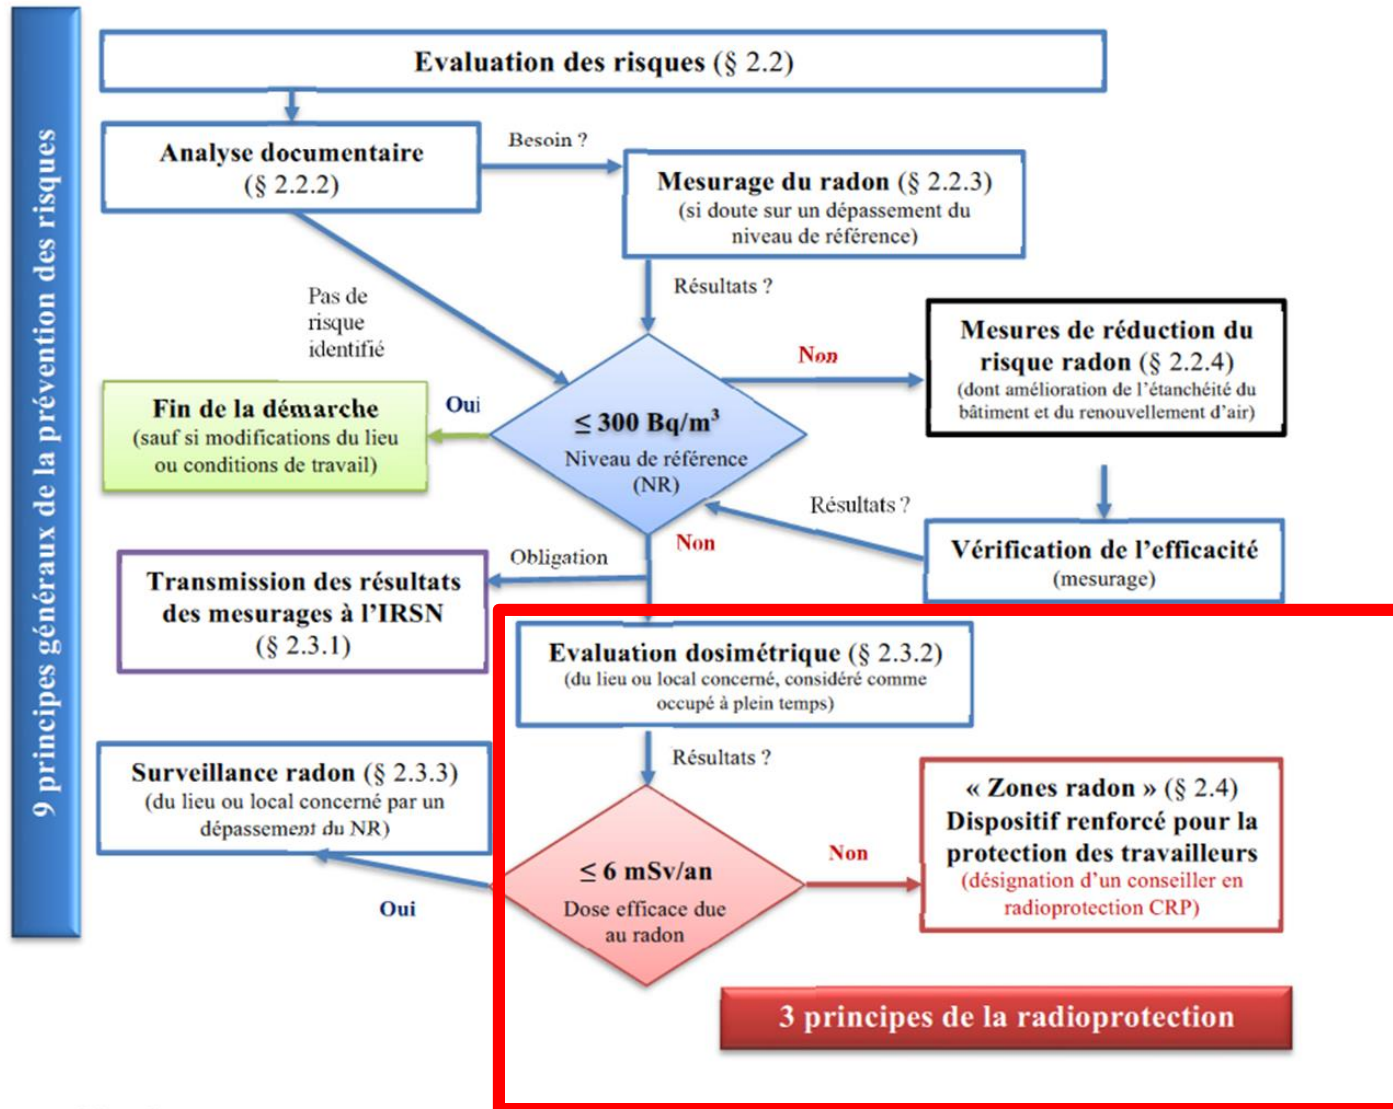 9 principes généraux de la prévention des risques
Evaluation des risques (§ 2.2)
Analyse documentaire
(§ 2.2.2)
Besoin ?
Mesurage du radon (§ 2.2.3)
(si doute sur un dépassement du
niveau de référence)
Résultats ?
Pas de
risque
identifié
Non
Mesures de réduction du
risque radon (§ 2.2.4)
(dont amélioration de l’étanchéité du
bâtiment et du renouvellement d’air)
Fin de la démarche
(sauf si modifications du lieu
ou conditions de travail)
Oui
≤ 300 Bq/m³
Niveau de référence
(NR)
Résultats ?
Vérification de l’efficacité
(mesurage)
Non
Obligation
Transmission des résultats
des mesurages à l’IRSN
(§ 2.3.1)
Evaluation dosimétrique (§ 2.3.2)
(du lieu ou local concerné, considéré comme
occupé à plein temps)
Résultats ?
Surveillance radon (§ 2.3.3)
(du lieu ou local concerné par un
dépassement du NR)
Oui
≤ 6 mSv/an
Dose efficace due
au radon
Non
« Zones radon » (§ 2.4)
Dispositif renforcé pour la
protection des travailleurs
(désignation d’un conseiller en
radioprotection CRP)
3 principes de la radioprotection